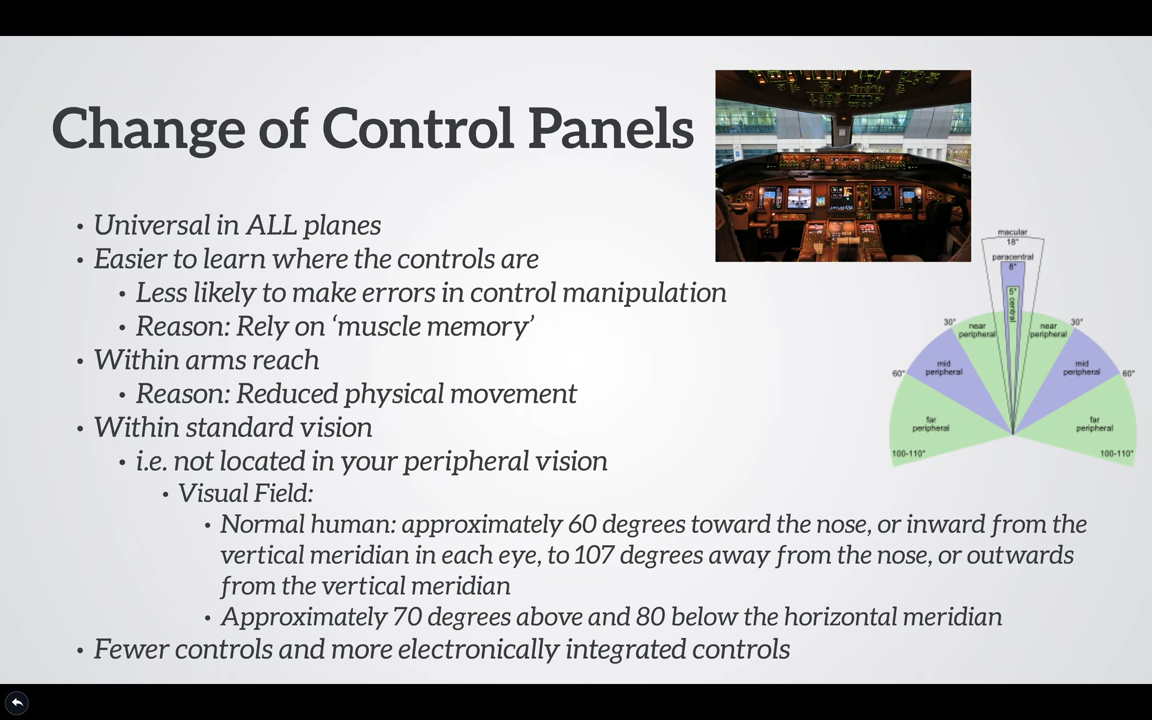 Change of Control Panels
• Universal in ALL planes
• Easier to learn where the controls are
• Less likely to make errors in control manipulation
• Reason: Rely on ‘muscle memory’
• Within arms reach
• Reason: Reduced physical movement
• Within standard vision
• i.e. not located in your peripheral vision
• Visual Field:
• Normal human: approximately 60 degrees toward the nose, or inward from the
vertical meridian in each eye, to 107 degrees away from the nose, or outwards
from the vertical meridian
• Approximately 70 degrees above and 80 below the horizontal meridian
• Fewer controls and more electronically integrated controls
macular
18°
paracentral
8°
5° central
30°
near
peripheral
near
peripheral
30°
60°
mid
peripheral
mid
peripheral
60°
far
peripheral
far
peripheral
100-110°
100-110°